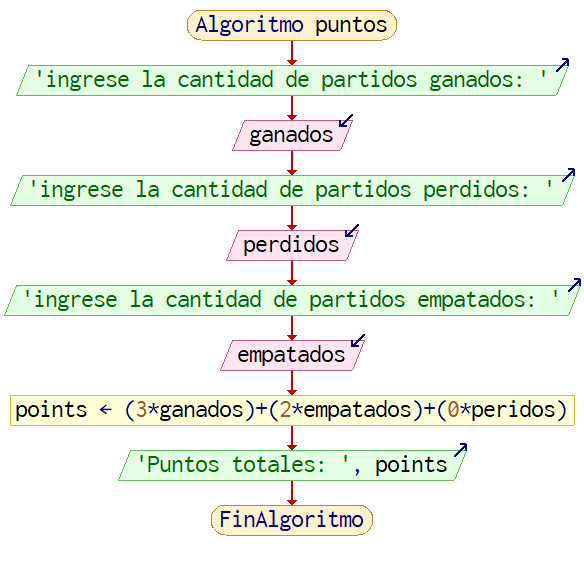 Algoritmo puntos
'ingrese la cantidad de partidos ganados: '
ganados
'ingrese la cantidad de partidos perdidos: '
perdidos
'ingrese la cantidad de partidos empatados: '
empatados
points ← (3*ganados)+(2*empatados)+(0*peridos)
'Puntos totales: ', points
FinAlgoritmo